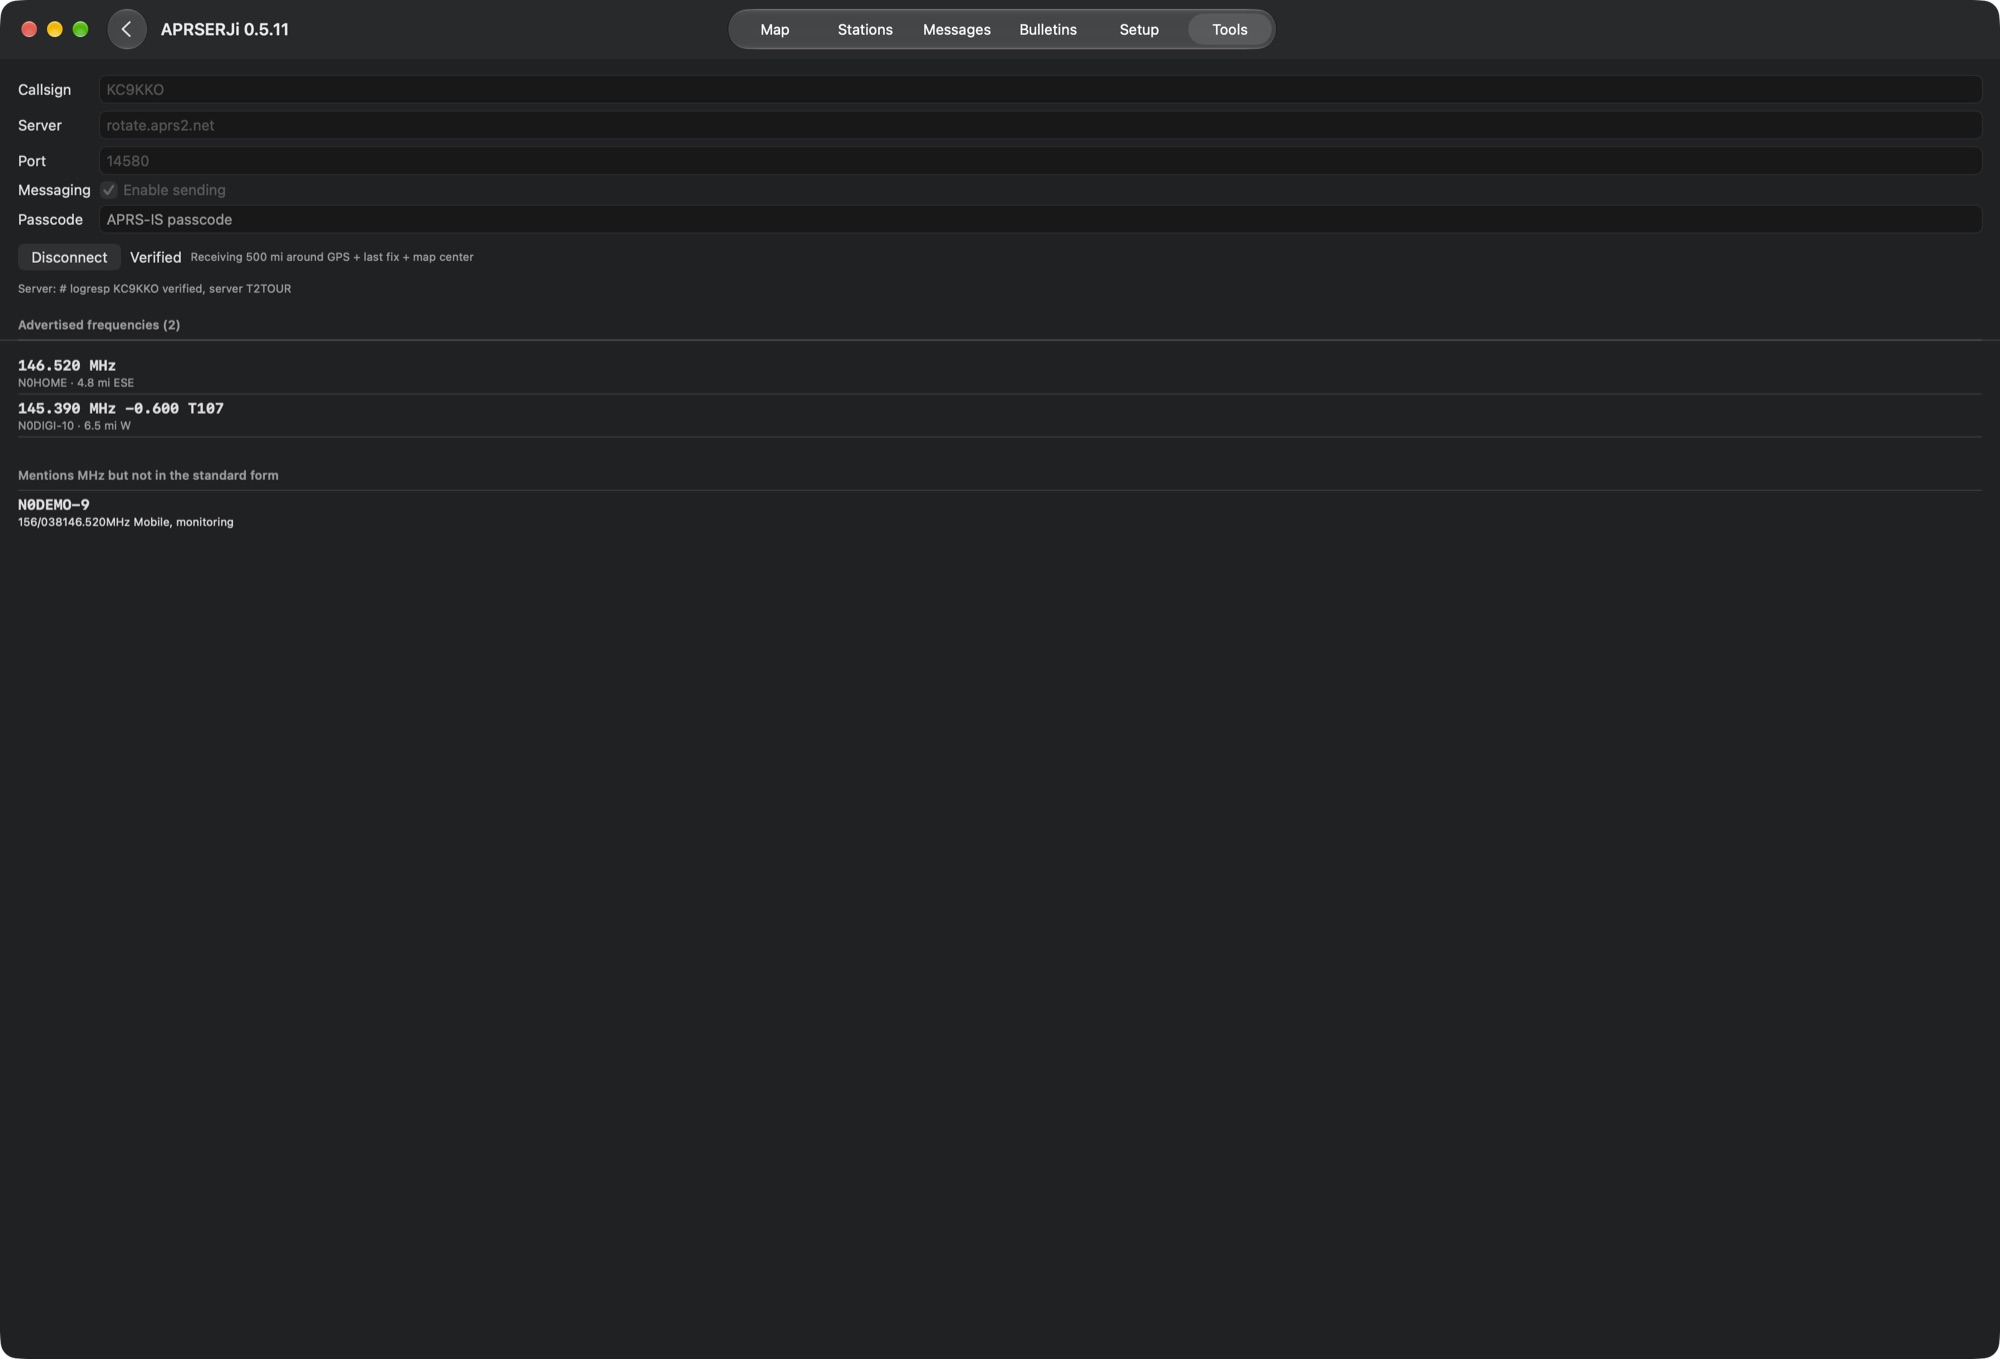 APRSERJi 0.5.11
Map Stations Messages Bulletins Setup Tools
Callsign KC9KKO
Server rotate.aprs2.net
Port 14580
Messaging Enable sending
Passcode APRS-IS passcode
Disconnect Verified Receiving 500 mi around GPS + last fix + map center
Server: # logresp KC9KKO verified, server T2TOUR
Advertised frequencies (2)
146.520 MHz
N0HOME · 4.8 mi ESE
145.390 MHz -0.600 T107
N0DIGI-10 · 6.5 mi W
Mentions MHz but not in the standard form
N0DEMO-9
156/038146.520MHz Mobile, monitoring